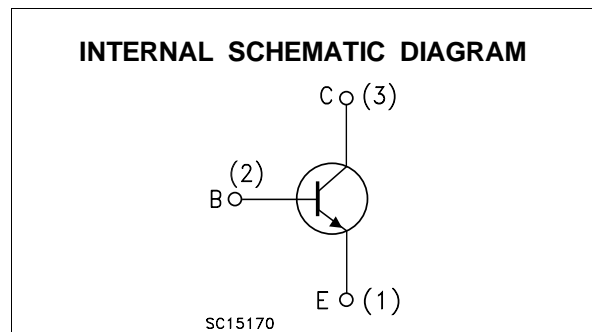 INTERNAL SCHEMATIC DIAGRAM
C (3)
(2)
B
E (1)
SC15170